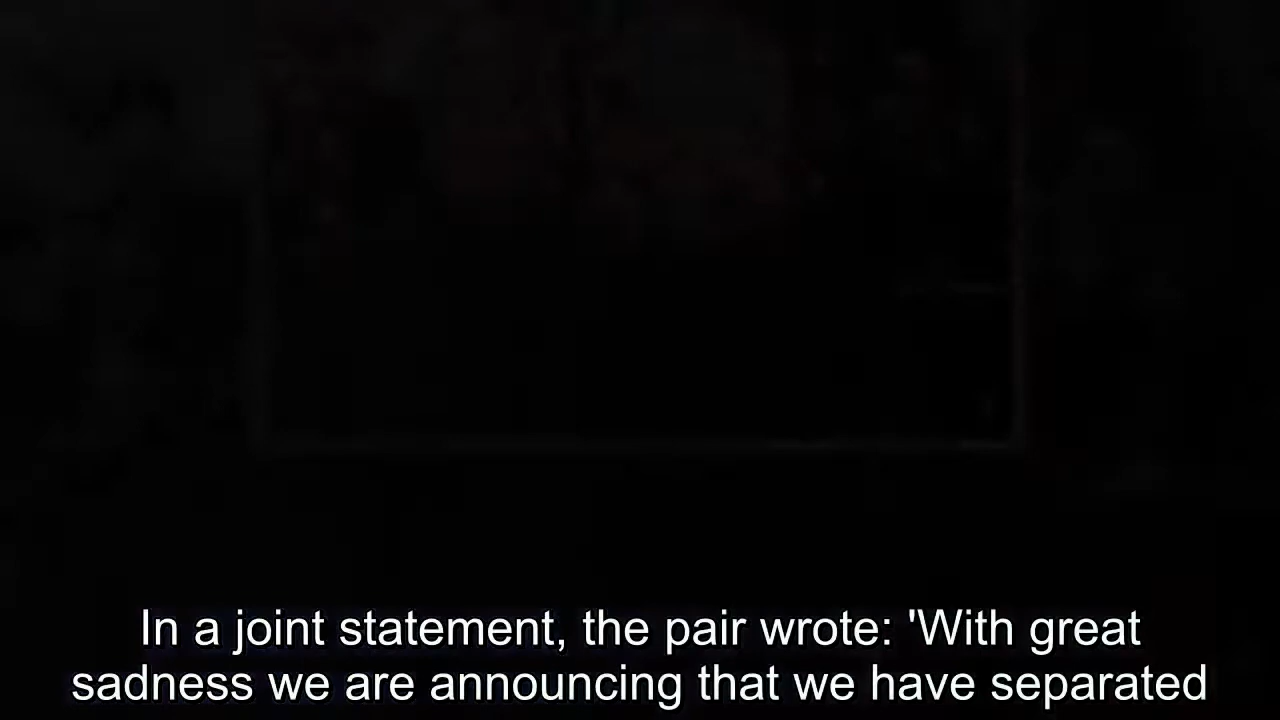 In a joint statement, the pair wrote: 'With great
sadness we are announcing that we have separated